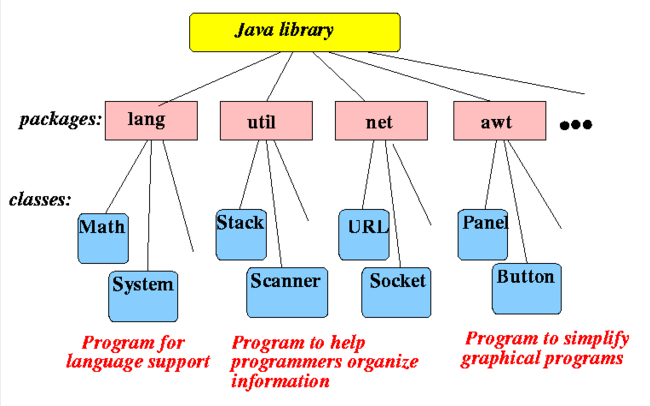 Java library
packages: lang util net awt
classes:
Math Stack URL Panel
System Scanner Socket Button
Program for
language support
Program to help
programmers organize
information
Program to simplify
graphical programs